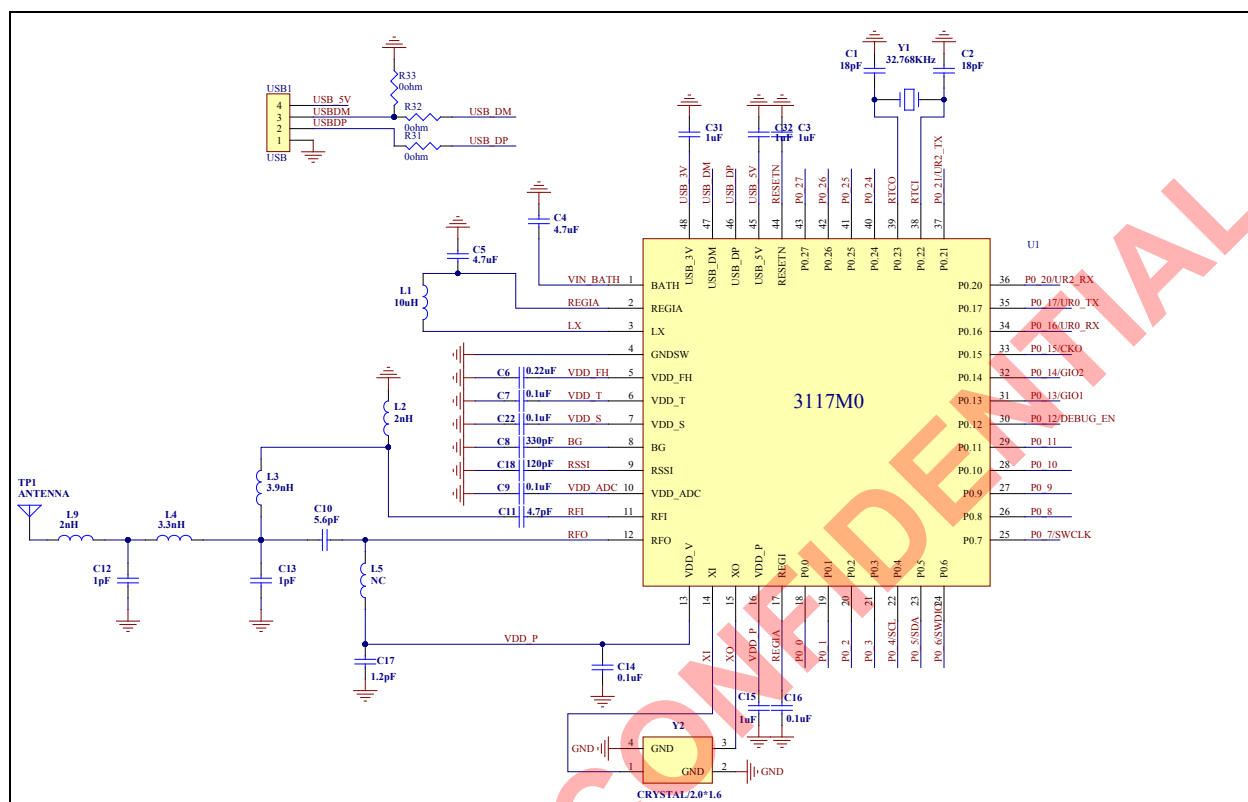 R33
0ohm
R32
0ohm
R31
0ohm
USB1
4
3
2
1
USB
USB_5V
USBDM
USBDP
USB_DM
USB_DP
C1
18pF
Y1
32.768KHz
C2
18pF
C31
1uF
C32
1uF
C3
1uF
USB_3V
USB_DM
USB_DP
USB_5V
RESETN
P0_27
P0_26
P0_25
P0_24
RTCO
RTCI
P0_21/UR2_TX
48
47
46
45
44
43
42
41
40
39
38
37
USB_3V
USB_DM
USB_DP
USB_5V
RESETN
P0.27
P0.26
P0.25
P0.24
P0.23
P0.22
P0.21
U1
3117M0
C4
4.7uF
C5
4.7uF
L1
10uH
VIN_BATH 1 BATH
REGIA 2 REGIA
LX 3 LX
4 GNDSW
C6 0.22uF VDD_FH 5 VDD_FH
C7 0.1uF VDD_T 6 VDD_T
C22 0.1uF VDD_S 7 VDD_S
C8 330pF BG 8 BG
C18 120pF RSSI 9 RSSI
C9 0.1uF VDD_ADC 10 VDD_ADC
C11 4.7pF RFI 11 RFI
RFO 12 RFO
P0.20 36 P0_20/UR2_RX
P0.17 35 P0_17/UR0_TX
P0.16 34 P0_16/UR0_RX
P0.15 33 P0_15/CKO
P0.14 32 P0_14/GIO2
P0.13 31 P0_13/GIO1
P0.12 30 P0_12/DEBUG_EN
P0.11 29 P0_11
P0.10 28 P0_10
P0.9 27 P0_9
P0.8 26 P0_8
P0.7 25 P0_7/SWCLK
L2
2nH
L3
3.9nH
TP1
ANTENNA
L9
2nH
L4
3.3nH
C10
5.6pF
C12
1pF
C13
1pF
L5
NC
C17
1.2pF
VDD_P
C14
0.1uF
VDD_V
XI
XO
VDD_P
REGI
P0.0
P0.1
P0.2
P0.3
P0.4
P0.5
P0.6
13
14
15
16
17
18
19
20
21
22
23
24
XI
XO
VDD_P
REGIA
P0_0
P0_1
P0_2
P0_3
P0_4/SCL
P0_5/SDA
P0_6/SWDIO
C15
1uF
C16
0.1uF
Y2
GND 4 GND 3
1 GND 2 GND
CRYSTAL/2.0*1.6
CONFIDENTIAL